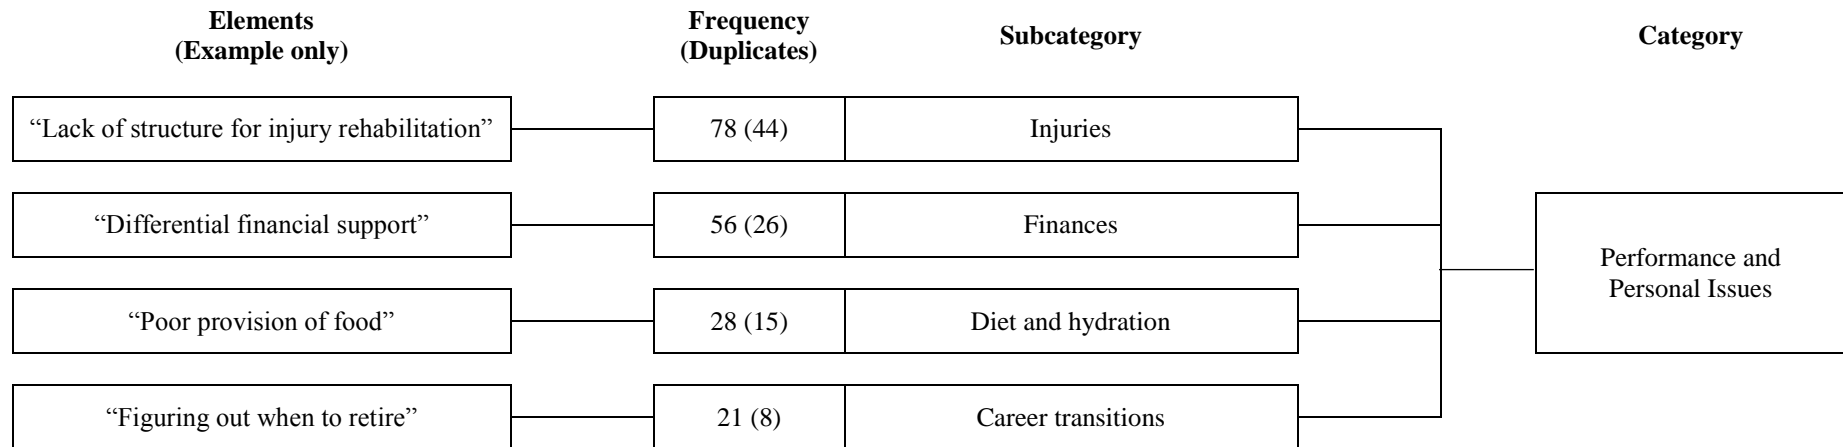 Elements
(Example only)
Frequency
(Duplicates)
Subcategory
Category
“Lack of structure for injury rehabilitation”
78 (44)
Injuries
“Differential financial support”
56 (26)
Finances
Performance and
Personal Issues
“Poor provision of food”
28 (15)
Diet and hydration
“Figuring out when to retire”
21 (8)
Career transitions